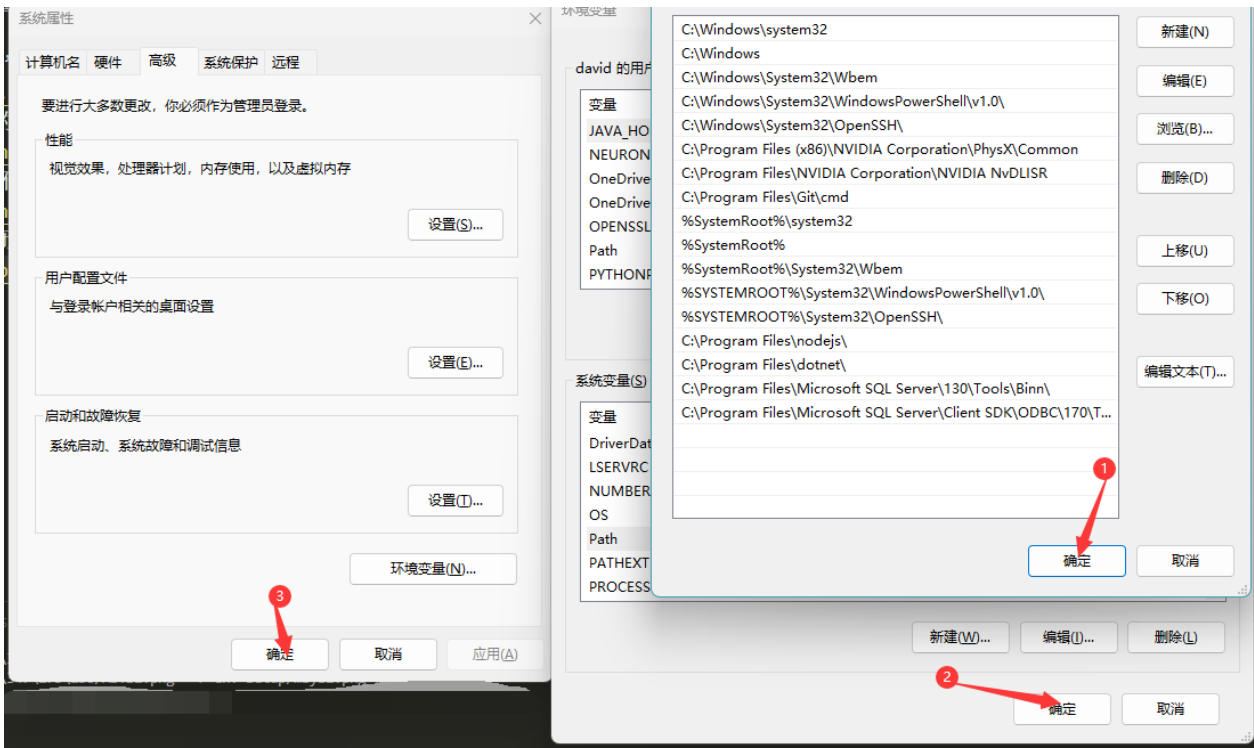 系统属性
计算机名 硬件 高级 系统保护 远程
要进行大多数更改，你必须作为管理员登录。
性能
视觉效果，处理器计划，内存使用，以及虚拟内存
设置(S)...
用户配置文件
与登录帐户相关的桌面设置
设置(E)...
启动和故障恢复
系统启动、系统故障和调试信息
设置(T)...
环境变量(N)...
3
确定 取消 应用(A)
环境变量
david 的用户
变量
JAVA_HO
NEURON
OneDrive
OneDrive
OPENSSL
Path
PYTHONP
系统变量(S)
变量
DriverDat
LSERVRC
NUMBER
OS
Path
PATHEXT
PROCESS
新建(W)... 编辑(I)... 删除(L)
2
确定 取消
C:\Windows\system32
C:\Windows
C:\Windows\System32\Wbem
C:\Windows\System32\WindowsPowerShell\v1.0\
C:\Windows\System32\OpenSSH\
C:\Program Files (x86)\NVIDIA Corporation\PhysX\Common
C:\Program Files\NVIDIA Corporation\NVIDIA NvDLISR
C:\Program Files\Git\cmd
%SystemRoot%\system32
%SystemRoot%
%SystemRoot%\System32\Wbem
%SYSTEMROOT%\System32\WindowsPowerShell\v1.0\
%SYSTEMROOT%\System32\OpenSSH\
C:\Program Files\nodejs\
C:\Program Files\dotnet\
C:\Program Files\Microsoft SQL Server\130\Tools\Binn\
C:\Program Files\Microsoft SQL Server\Client SDK\ODBC\170\T...
新建(N)
编辑(E)
浏览(B)...
删除(D)
上移(U)
下移(O)
编辑文本(T)...
1
确定 取消